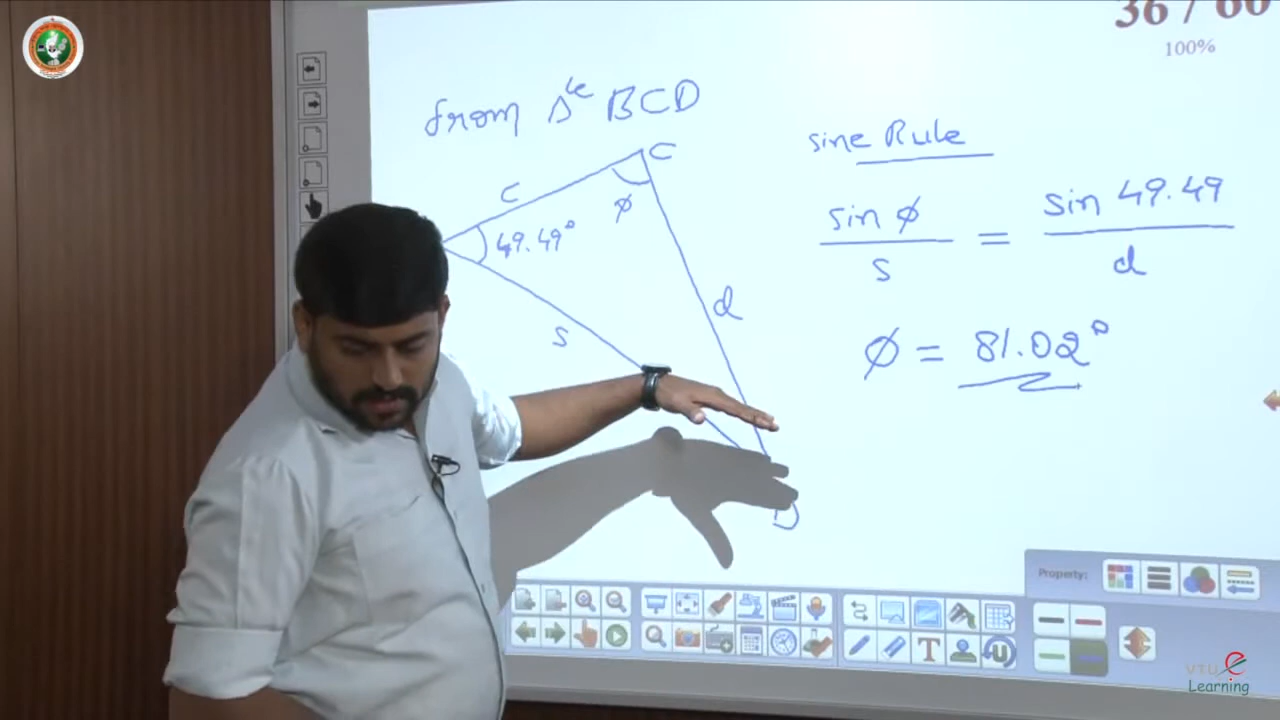 36 / 60
100%
from Δle BCD
sine Rule
C
c
ϕ
49.49°
sin ϕ / s = sin 49.49 / d
d
s
ϕ = 81.02°
D
Property:
T
VTU e
Learning